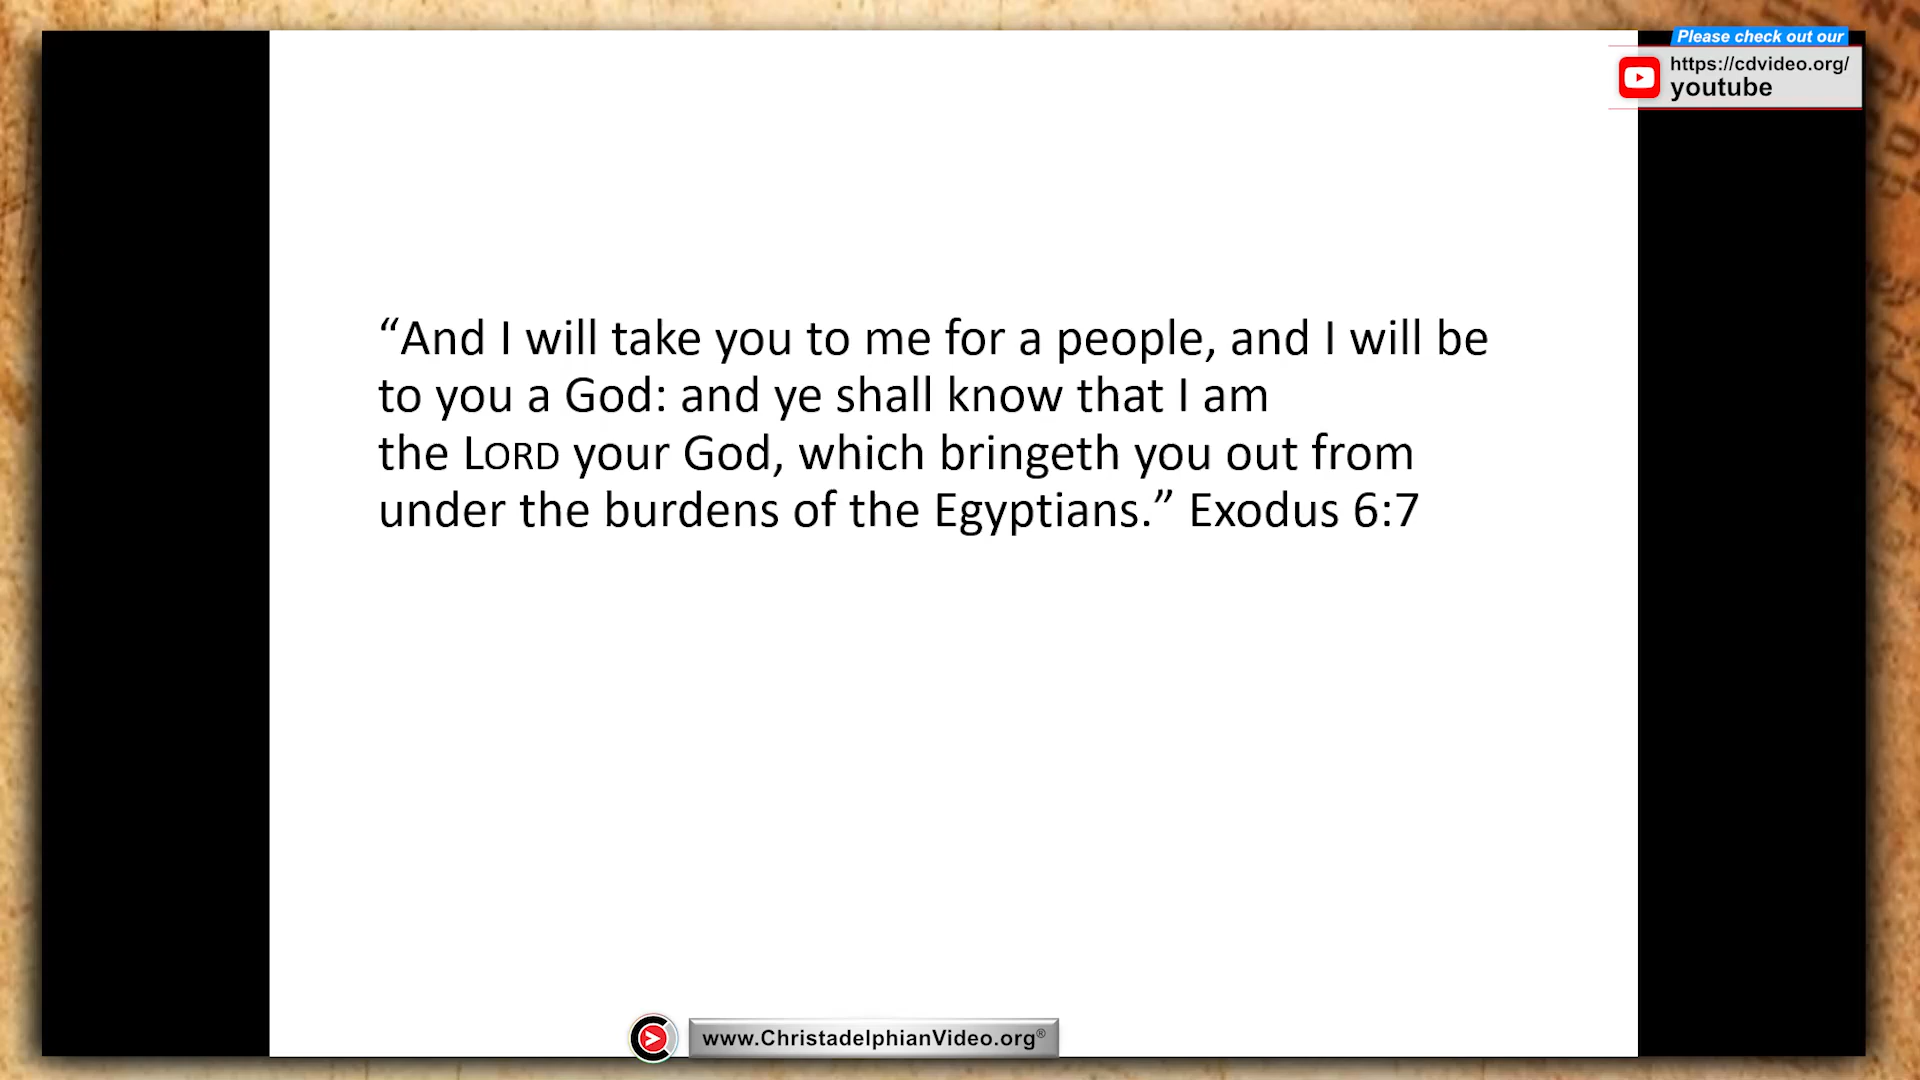 Please check out our
https://cdvideo.org/
youtube
“And I will take you to me for a people, and I will be
to you a God: and ye shall know that I am
the LORD your God, which bringeth you out from
under the burdens of the Egyptians.” Exodus 6:7
www.ChristadelphianVideo.org®